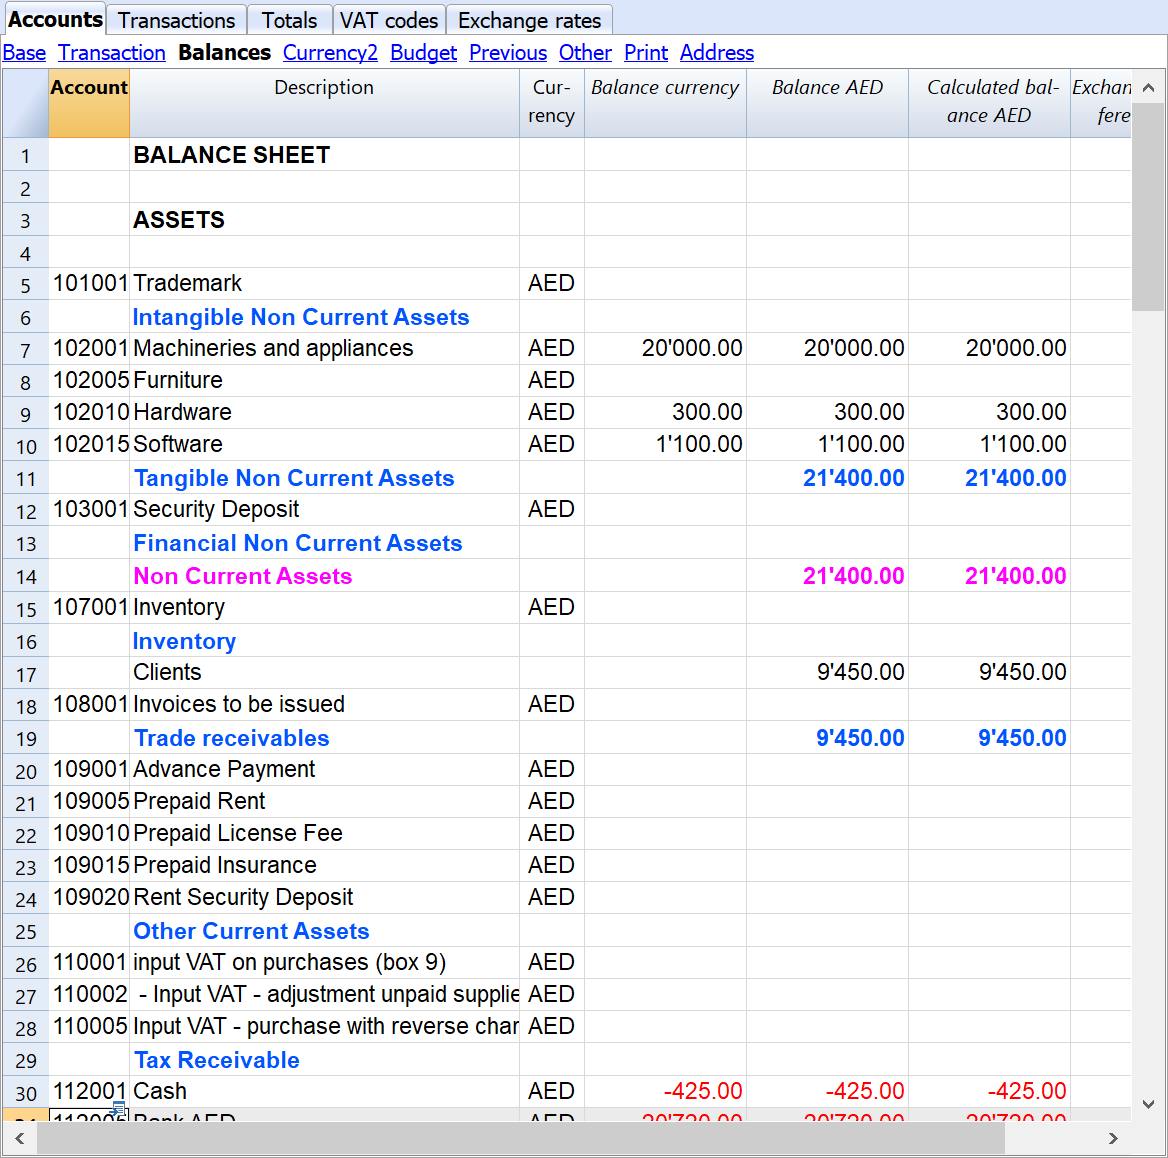 Accounts Transactions Totals VAT codes Exchange rates
Base Transaction Balances Currency2 Budget Previous Other Print Address
Account Description Cur- Balance currency Balance AED Calculated bal- Exchan
rency ance AED fere
1 BALANCE SHEET
2
3 ASSETS
4
5 101001 Trademark AED
6 Intangible Non Current Assets
7 102001 Machineries and appliances AED 20'000.00 20'000.00 20'000.00
8 102005 Furniture AED
9 102010 Hardware AED 300.00 300.00 300.00
10 102015 Software AED 1'100.00 1'100.00 1'100.00
11 Tangible Non Current Assets 21'400.00 21'400.00
12 103001 Security Deposit AED
13 Financial Non Current Assets
14 Non Current Assets 21'400.00 21'400.00
15 107001 Inventory AED
16 Inventory
17 Clients 9'450.00 9'450.00
18 108001 Invoices to be issued AED
19 Trade receivables 9'450.00 9'450.00
20 109001 Advance Payment AED
21 109005 Prepaid Rent AED
22 109010 Prepaid License Fee AED
23 109015 Prepaid Insurance AED
24 109020 Rent Security Deposit AED
25 Other Current Assets
26 110001 input VAT on purchases (box 9) AED
27 110002 - Input VAT - adjustment unpaid supplie AED
28 110005 Input VAT - purchase with reverse char AED
29 Tax Receivable
30 112001 Cash AED -425.00 -425.00 -425.00
Bank AED AED